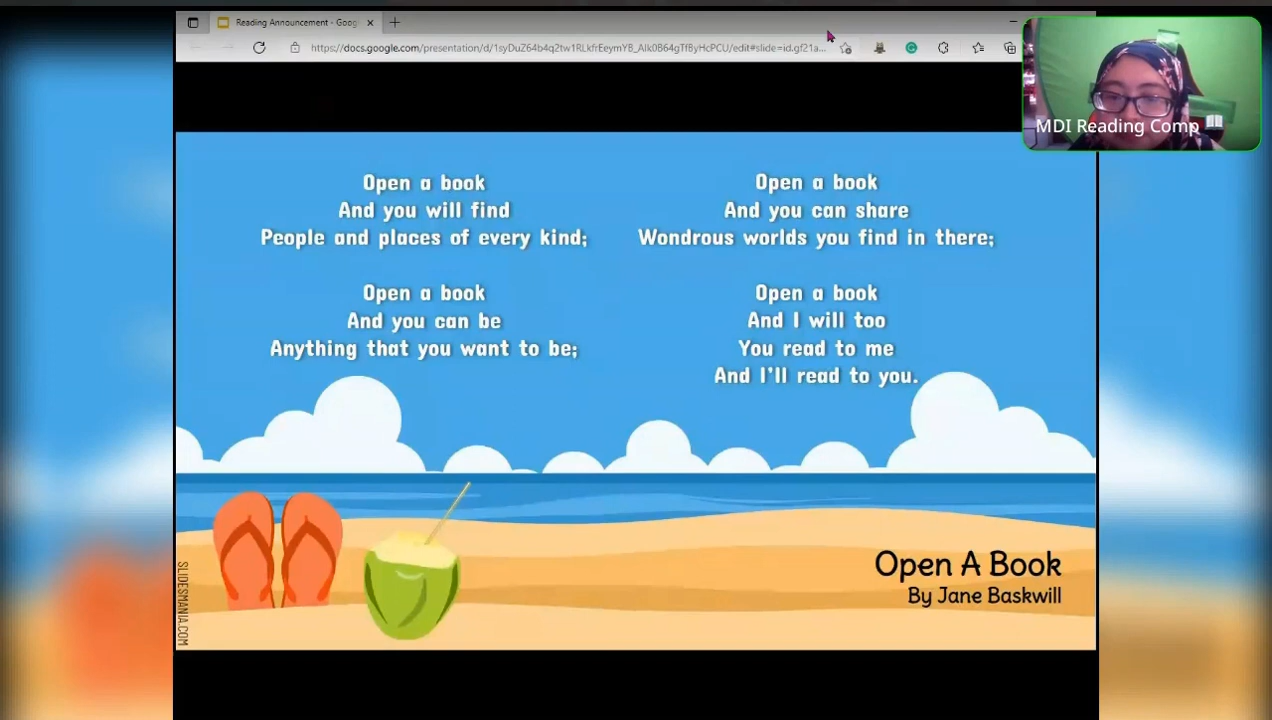 Reading Announcement - Goog
https://docs.google.com/presentation/d/1syDuZ64b4q2tw1RLkfrEeymYB_Alk0B64gTfByHcPCU/edit#slide=id.gf21a...
MDI Reading Comp
Open a book
And you will find
People and places of every kind;
Open a book
And you can be
Anything that you want to be;
Open a book
And you can share
Wondrous worlds you find in there;
Open a book
And I will too
You read to me
And I'll read to you.
Open A Book
By Jane Baskwill
SLIDESMANIA.COM